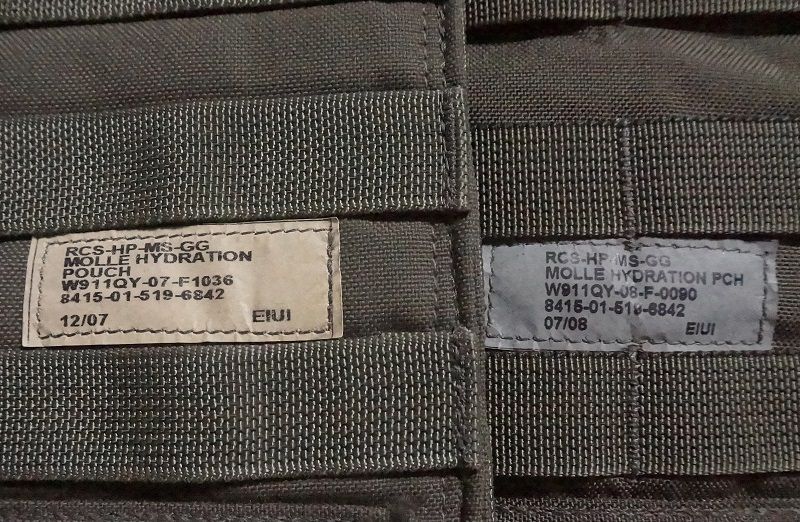 RCS-HP-MS-GG
MOLLE HYDRATION
POUCH
W911QY-07-F1036
8415-01-519-6842
12/07 EIUI
RCS-HP-MS-GG
MOLLE HYDRATION PCH
W911QY-08-F-0090
8415-01-519-6842
07/08 EIUI